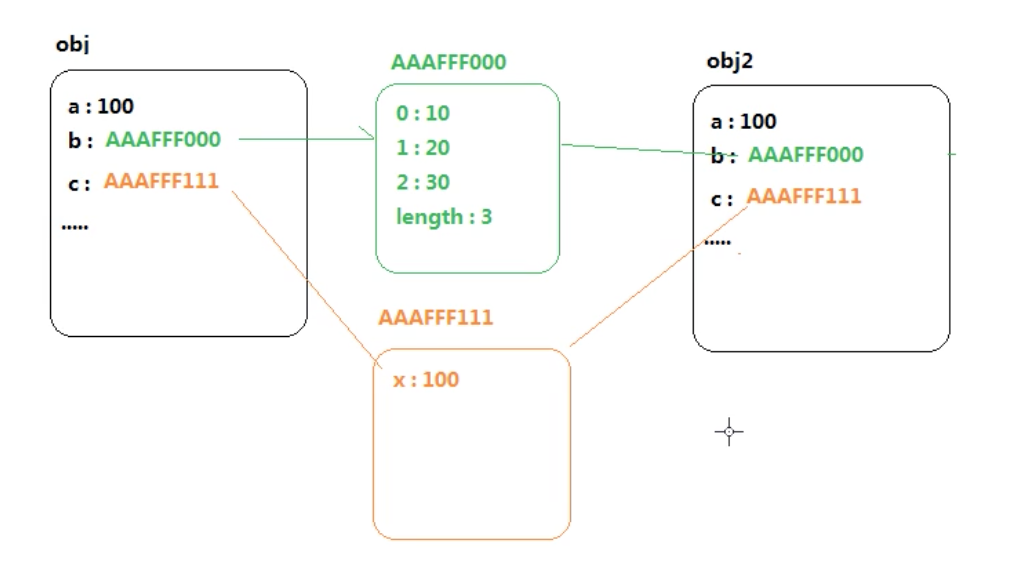 obj
a : 100
b : AAAFFF000
c : AAAFFF111
.....
AAAFFF000
0 : 10
1 : 20
2 : 30
length : 3
AAAFFF111
x : 100
obj2
a : 100
b : AAAFFF000
c : AAAFFF111
.....